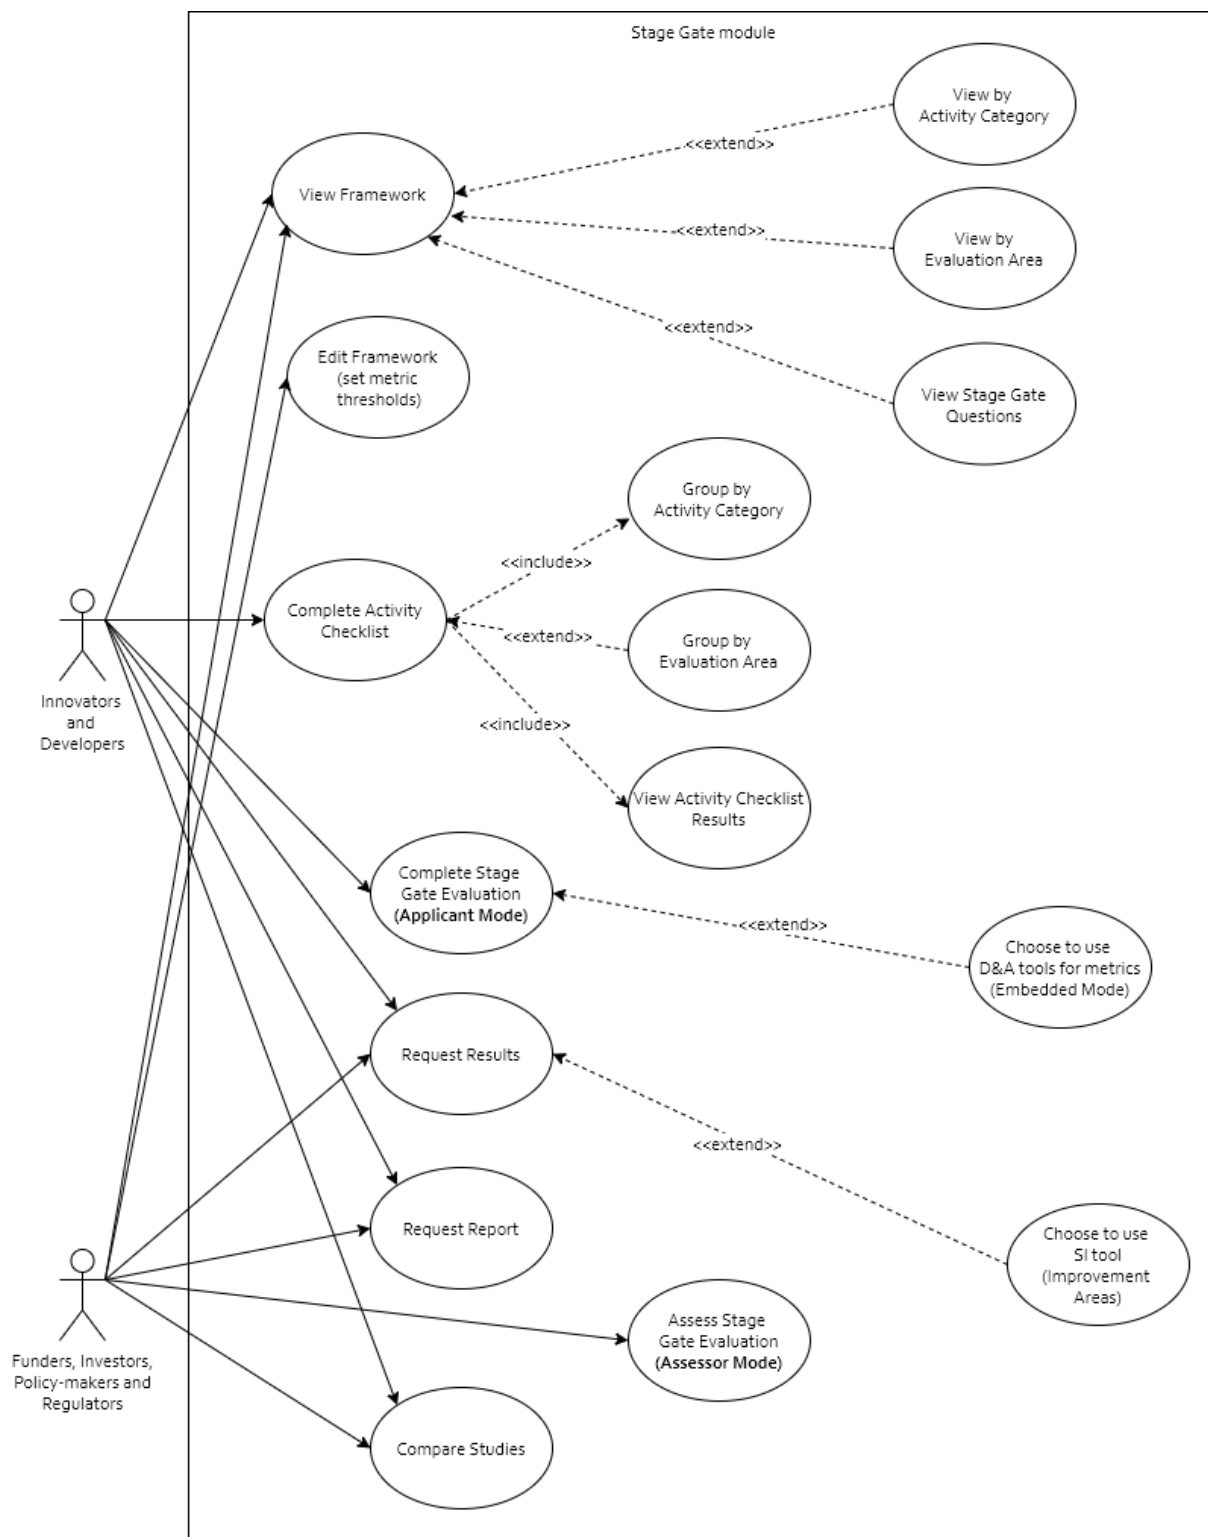 Stage Gate module
View by
Activity Category
<<extend>>
View Framework
<<extend>>
View by
Evaluation Area
<<extend>>
Edit Framework
(set metric
thresholds)
View Stage Gate
Questions
Group by
Activity Category
<<include>>
Complete Activity
Checklist
<<extend>>
Group by
Evaluation Area
Innovators
and
Developers
<<include>>
View Activity Checklist
Results
Complete Stage
Gate Evaluation
(Applicant Mode)
<<extend>>
Choose to use
D&A tools for metrics
(Embedded Mode)
Request Results
<<extend>>
Request Report
Choose to use
SI tool
(Improvement
Areas)
Assess Stage
Gate Evaluation
(Assessor Mode)
Funders, Investors,
Policy-makers and
Regulators
Compare Studies